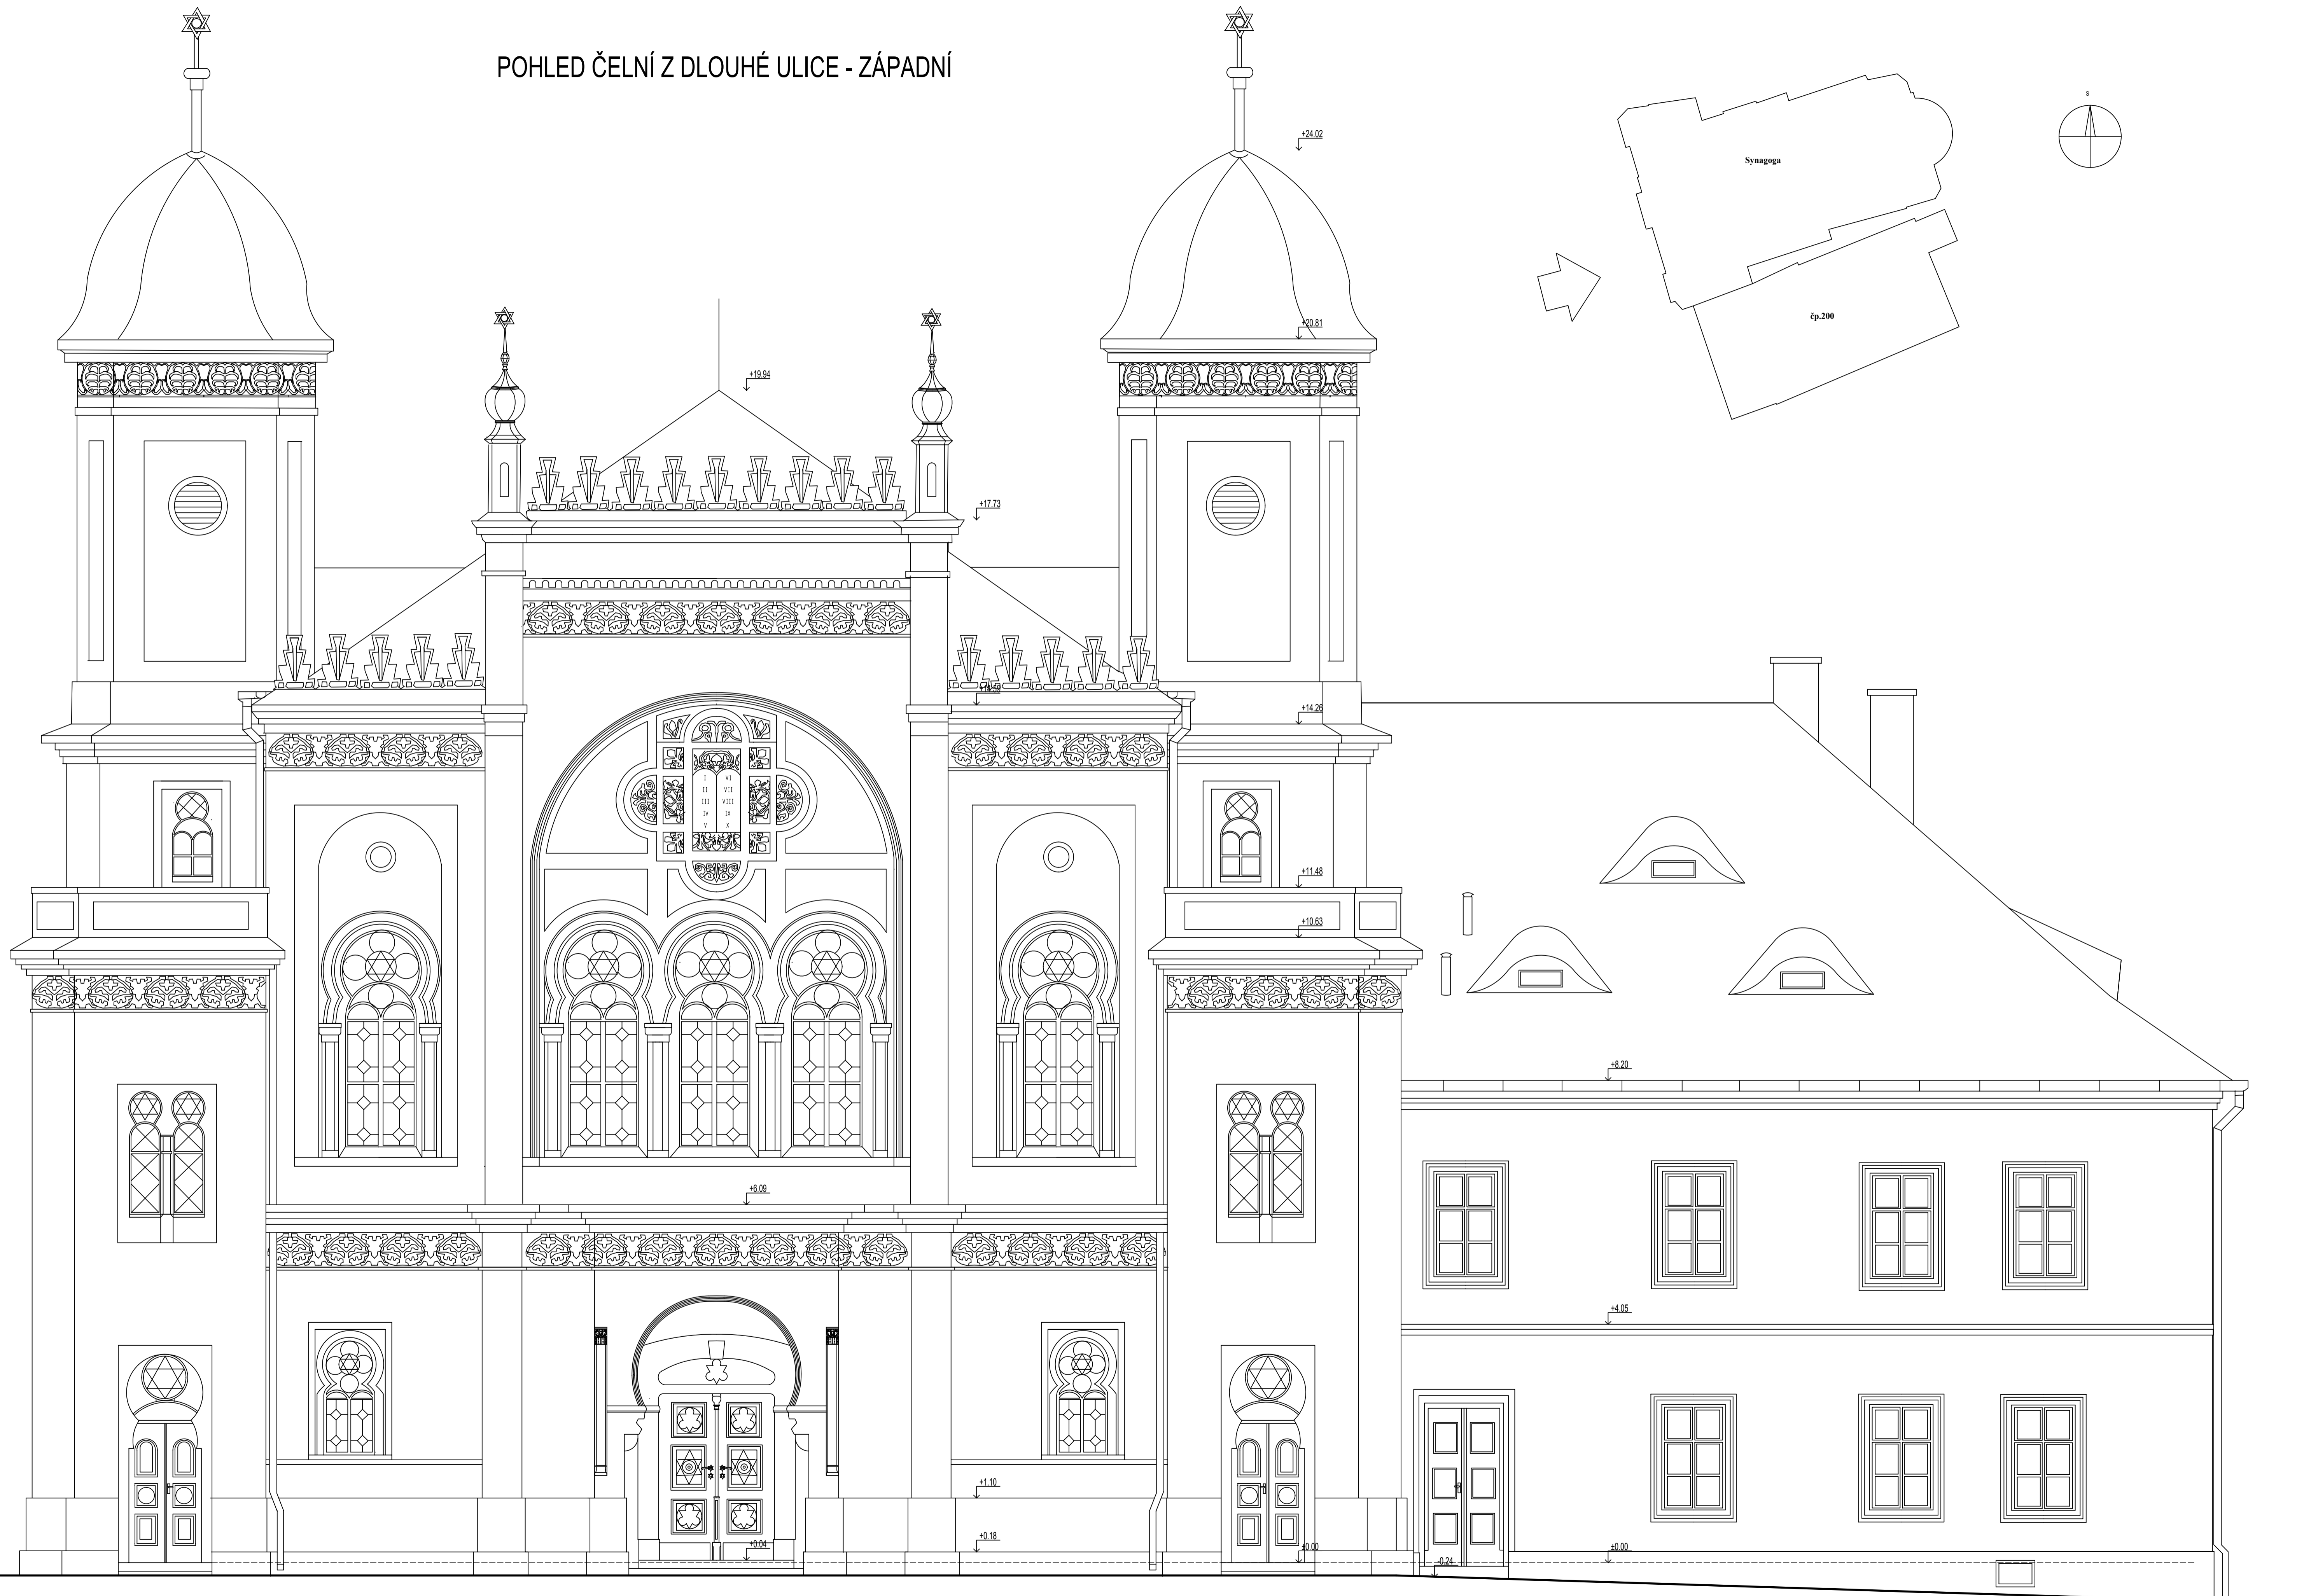 POHLED ČELNÍ Z DLOUHÉ ULICE - ZÁPADNÍ
S
+24.02
Synagoga
čp.200
+20.81
+19.94
+17.73
+14.26
I VI
II VII
III VIII
IV IX
V X
+11.48
+10.63
+8.20
+6.09
+4.05
+1.10
+0.18
+0.04
±0.00
±0.00
-0.24